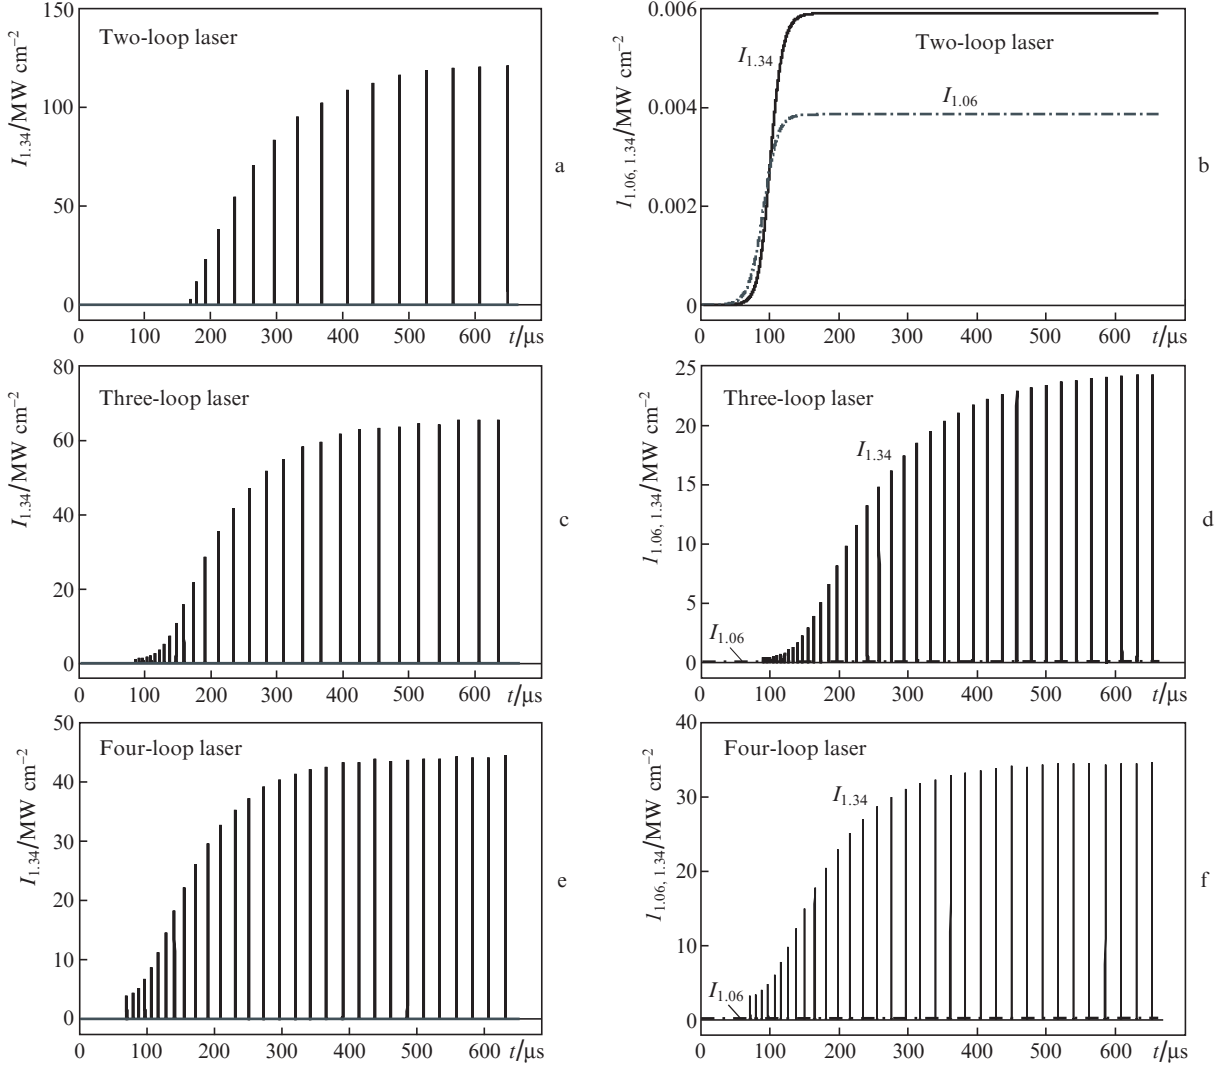 150
100
50
0
I1.34/MW cm−2
Two-loop laser
0 100 200 300 400 500 600 t/μs
a
0.006
0.004
0.002
0
I1.06, 1.34/MW cm−2
I1.34
Two-loop laser
I1.06
0 100 200 300 400 500 600 t/μs
b
80
60
40
20
0
I1.34/MW cm−2
Three-loop laser
0 100 200 300 400 500 600 t/μs
c
25
20
15
10
5
0
I1.06, 1.34/MW cm−2
Three-loop laser
I1.34
I1.06
0 100 200 300 400 500 600 t/μs
d
50
40
30
20
10
0
I1.34/MW cm−2
Four-loop laser
0 100 200 300 400 500 600 t/μs
e
40
30
20
10
0
I1.06, 1.34/MW cm−2
Four-loop laser
I1.34
I1.06
0 100 200 300 400 500 600 t/μs
f